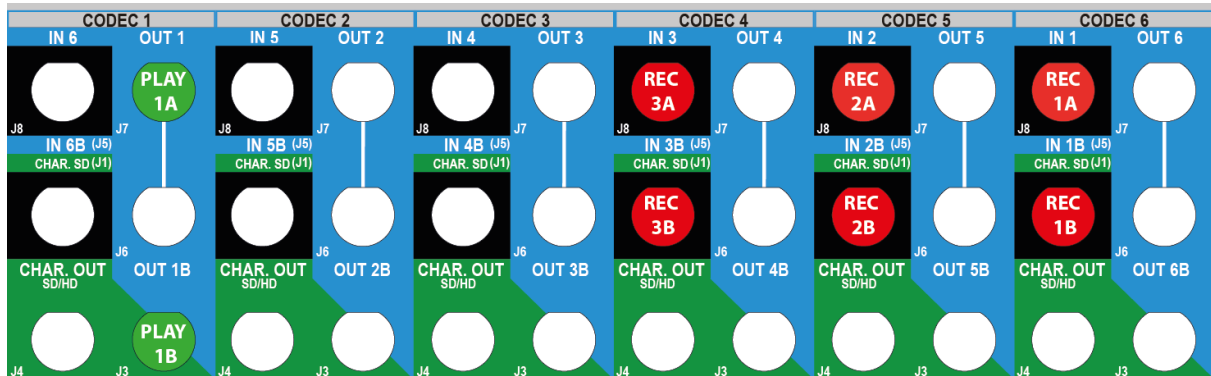 CODEC 1 CODEC 2 CODEC 3 CODEC 4 CODEC 5 CODEC 6
IN 6 OUT 1 IN 5 OUT 2 IN 4 OUT 3 IN 3 OUT 4 IN 2 OUT 5 IN 1 OUT 6
PLAY REC REC REC
1A 3A 2A 1A
J8 J7 J8 J7 J8 J7 J8 J7 J8 J7 J8 J7
IN 6B (J5) IN 5B (J5) IN 4B (J5) IN 3B (J5) IN 2B (J5) IN 1B (J5)
CHAR. SD (J1) CHAR. SD (J1) CHAR. SD (J1) CHAR. SD (J1) CHAR. SD (J1) CHAR. SD (J1)
REC REC REC
3B 2B 1B
J6 J6 J6 J6 J6 J6
CHAR. OUT OUT 1B CHAR. OUT OUT 2B CHAR. OUT OUT 3B CHAR. OUT OUT 4B CHAR. OUT OUT 5B CHAR. OUT OUT 6B
SD/HD SD/HD SD/HD SD/HD SD/HD SD/HD
PLAY
1B
J4 J3 J4 J3 J4 J3 J4 J3 J4 J3 J4 J3